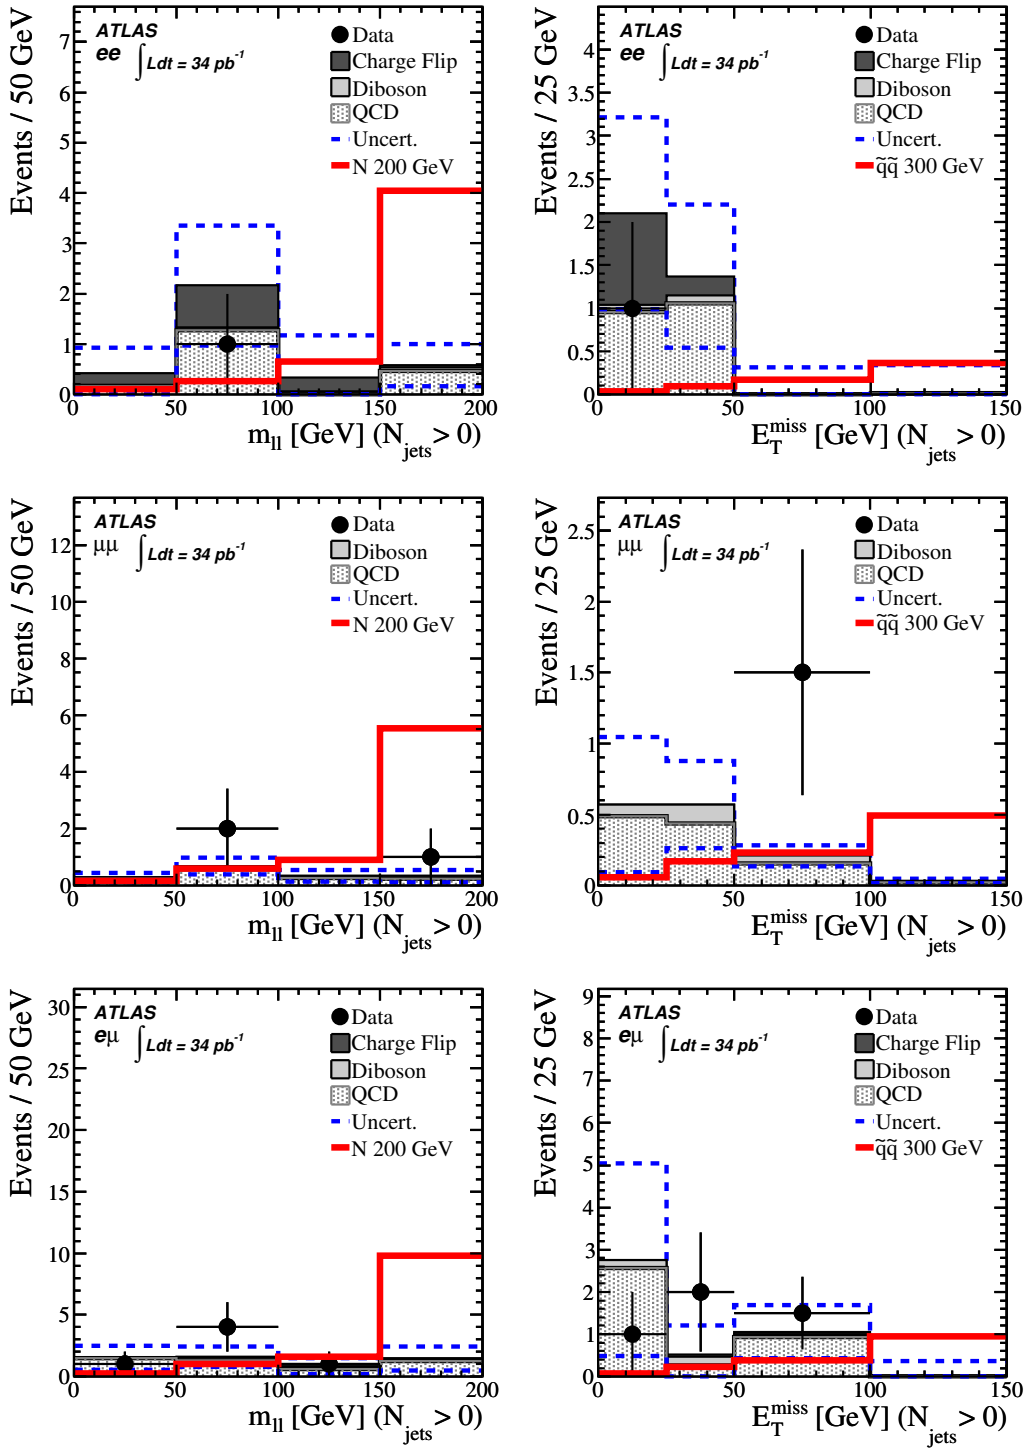 Events / 50 GeV
ATLAS
ee ∫ Ldt = 34 pb⁻¹
Data
Charge Flip
Diboson
QCD
Uncert.
N 200 GeV
7
6
5
4
3
2
1
0
0 50 100 150 200
m_ll [GeV] (N_jets > 0)
Events / 25 GeV
ATLAS
ee ∫ Ldt = 34 pb⁻¹
Data
Charge Flip
Diboson
QCD
Uncert.
q̃q̃ 300 GeV
4
3.5
3
2.5
2
1.5
1
0.5
0
0 50 100 150
E_T^miss [GeV] (N_jets > 0)
Events / 50 GeV
ATLAS
μμ ∫ Ldt = 34 pb⁻¹
Data
Diboson
QCD
Uncert.
N 200 GeV
12
10
8
6
4
2
0
0 50 100 150 200
m_ll [GeV] (N_jets > 0)
Events / 25 GeV
ATLAS
μμ ∫ Ldt = 34 pb⁻¹
Data
Diboson
QCD
Uncert.
q̃q̃ 300 GeV
2.5
2
1.5
1
0.5
0
0 50 100 150
E_T^miss [GeV] (N_jets > 0)
Events / 50 GeV
ATLAS
eμ ∫ Ldt = 34 pb⁻¹
Data
Charge Flip
Diboson
QCD
Uncert.
N 200 GeV
30
25
20
15
10
5
0
0 50 100 150 200
m_ll [GeV] (N_jets > 0)
Events / 25 GeV
ATLAS
eμ ∫ Ldt = 34 pb⁻¹
Data
Charge Flip
Diboson
QCD
Uncert.
q̃q̃ 300 GeV
9
8
7
6
5
4
3
2
1
0
0 50 100 150
E_T^miss [GeV] (N_jets > 0)